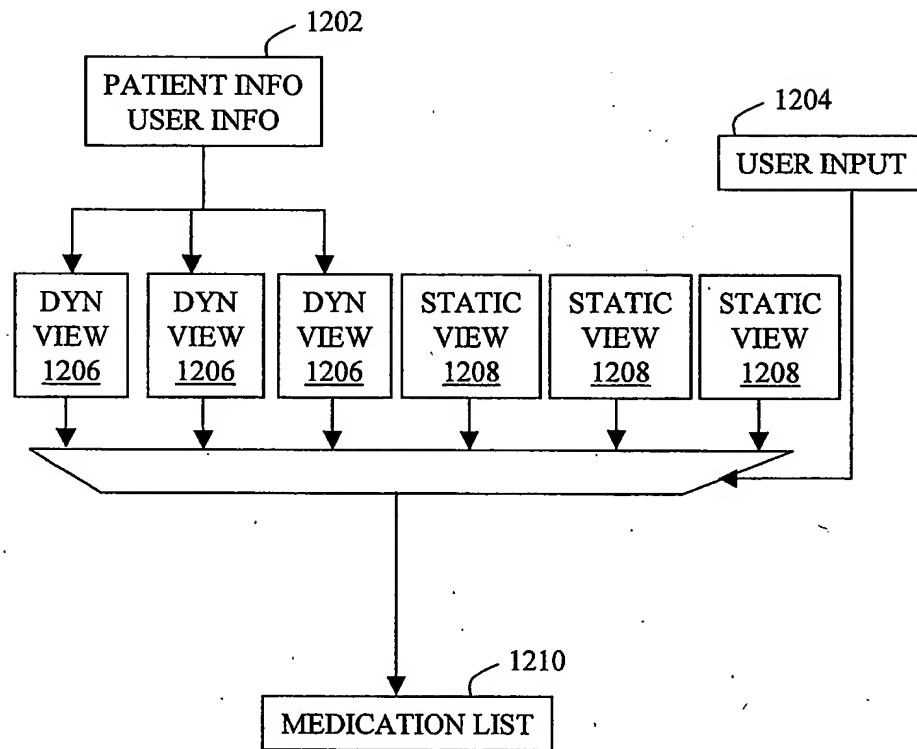 1202
PATIENT INFO
USER INFO
1204
USER INPUT
DYN
VIEW
1206
DYN
VIEW
1206
DYN
VIEW
1206
STATIC
VIEW
1208
STATIC
VIEW
1208
STATIC
VIEW
1208
1210
MEDICATION LIST